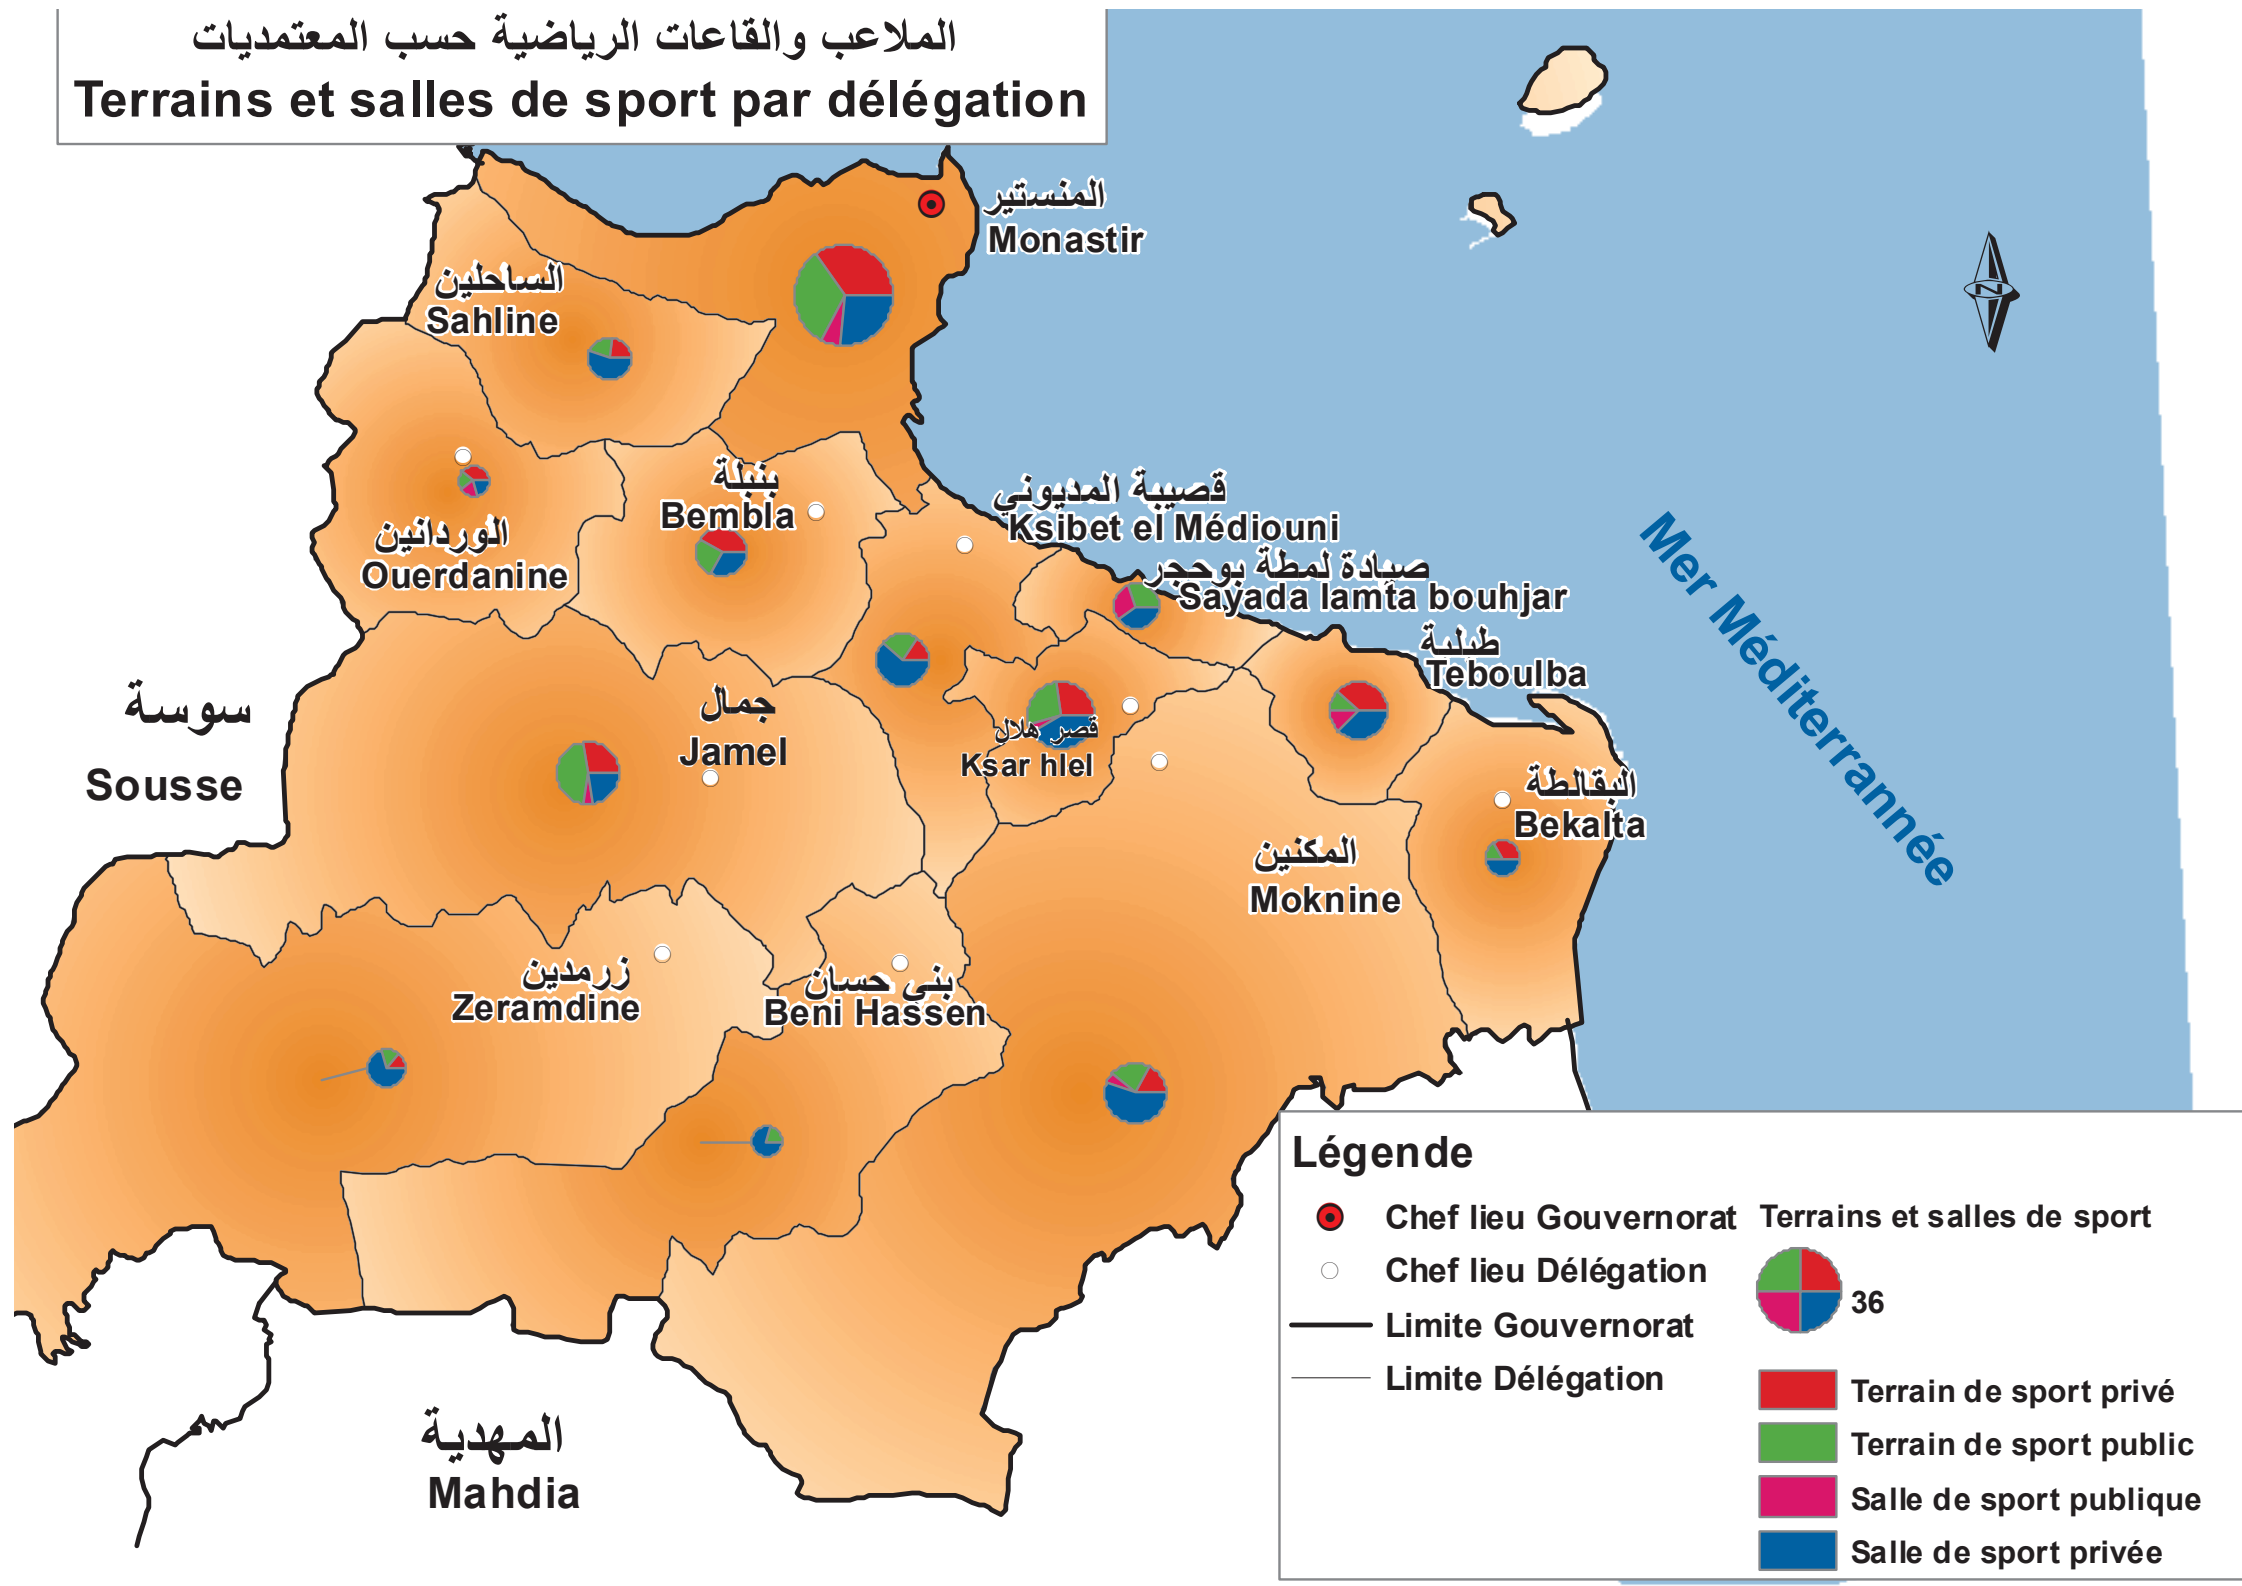 الملاعب والقاعات الرياضية حسب المعتمديات
Terrains et salles de sport par délégation
المنستير
Monastir
الساحلين
Sahline
بنبلة
Bembla
قصيبة المديوني
Ksibet el Médiouni
الوردانين
Ouerdanine
صيادة لمطة بوحجر
Sayada lamta bouhjar
طبلبة
Teboulba
Mer Méditerrannée
سوسة
Sousse
جمال
Jamel
قصر هلال
Ksar hlel
البقالطة
Bekalta
المكنين
Moknine
زرمدين
Zeramdine
بني حسان
Beni Hassen
المهدية
Mahdia
N
Légende
Chef lieu Gouvernorat
Chef lieu Délégation
Limite Gouvernorat
Limite Délégation
Terrains et salles de sport
36
Terrain de sport privé
Terrain de sport public
Salle de sport publique
Salle de sport privée